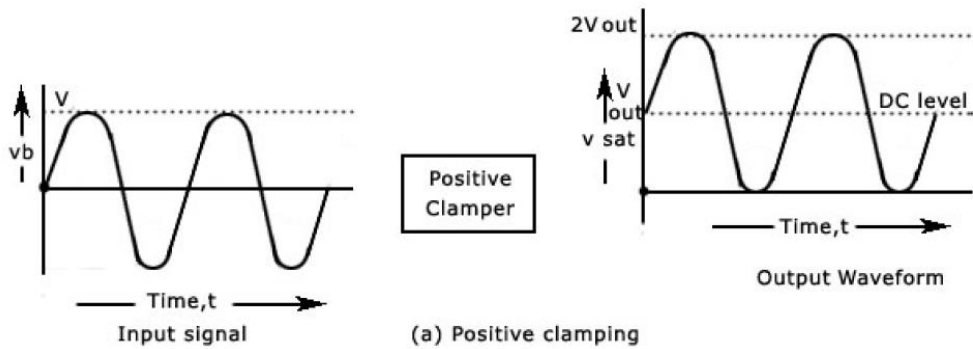 V
vb
Time,t
Input signal
Positive
Clamper
(a) Positive clamping
2V out
V
out
v sat
DC level
Time,t
Output Waveform